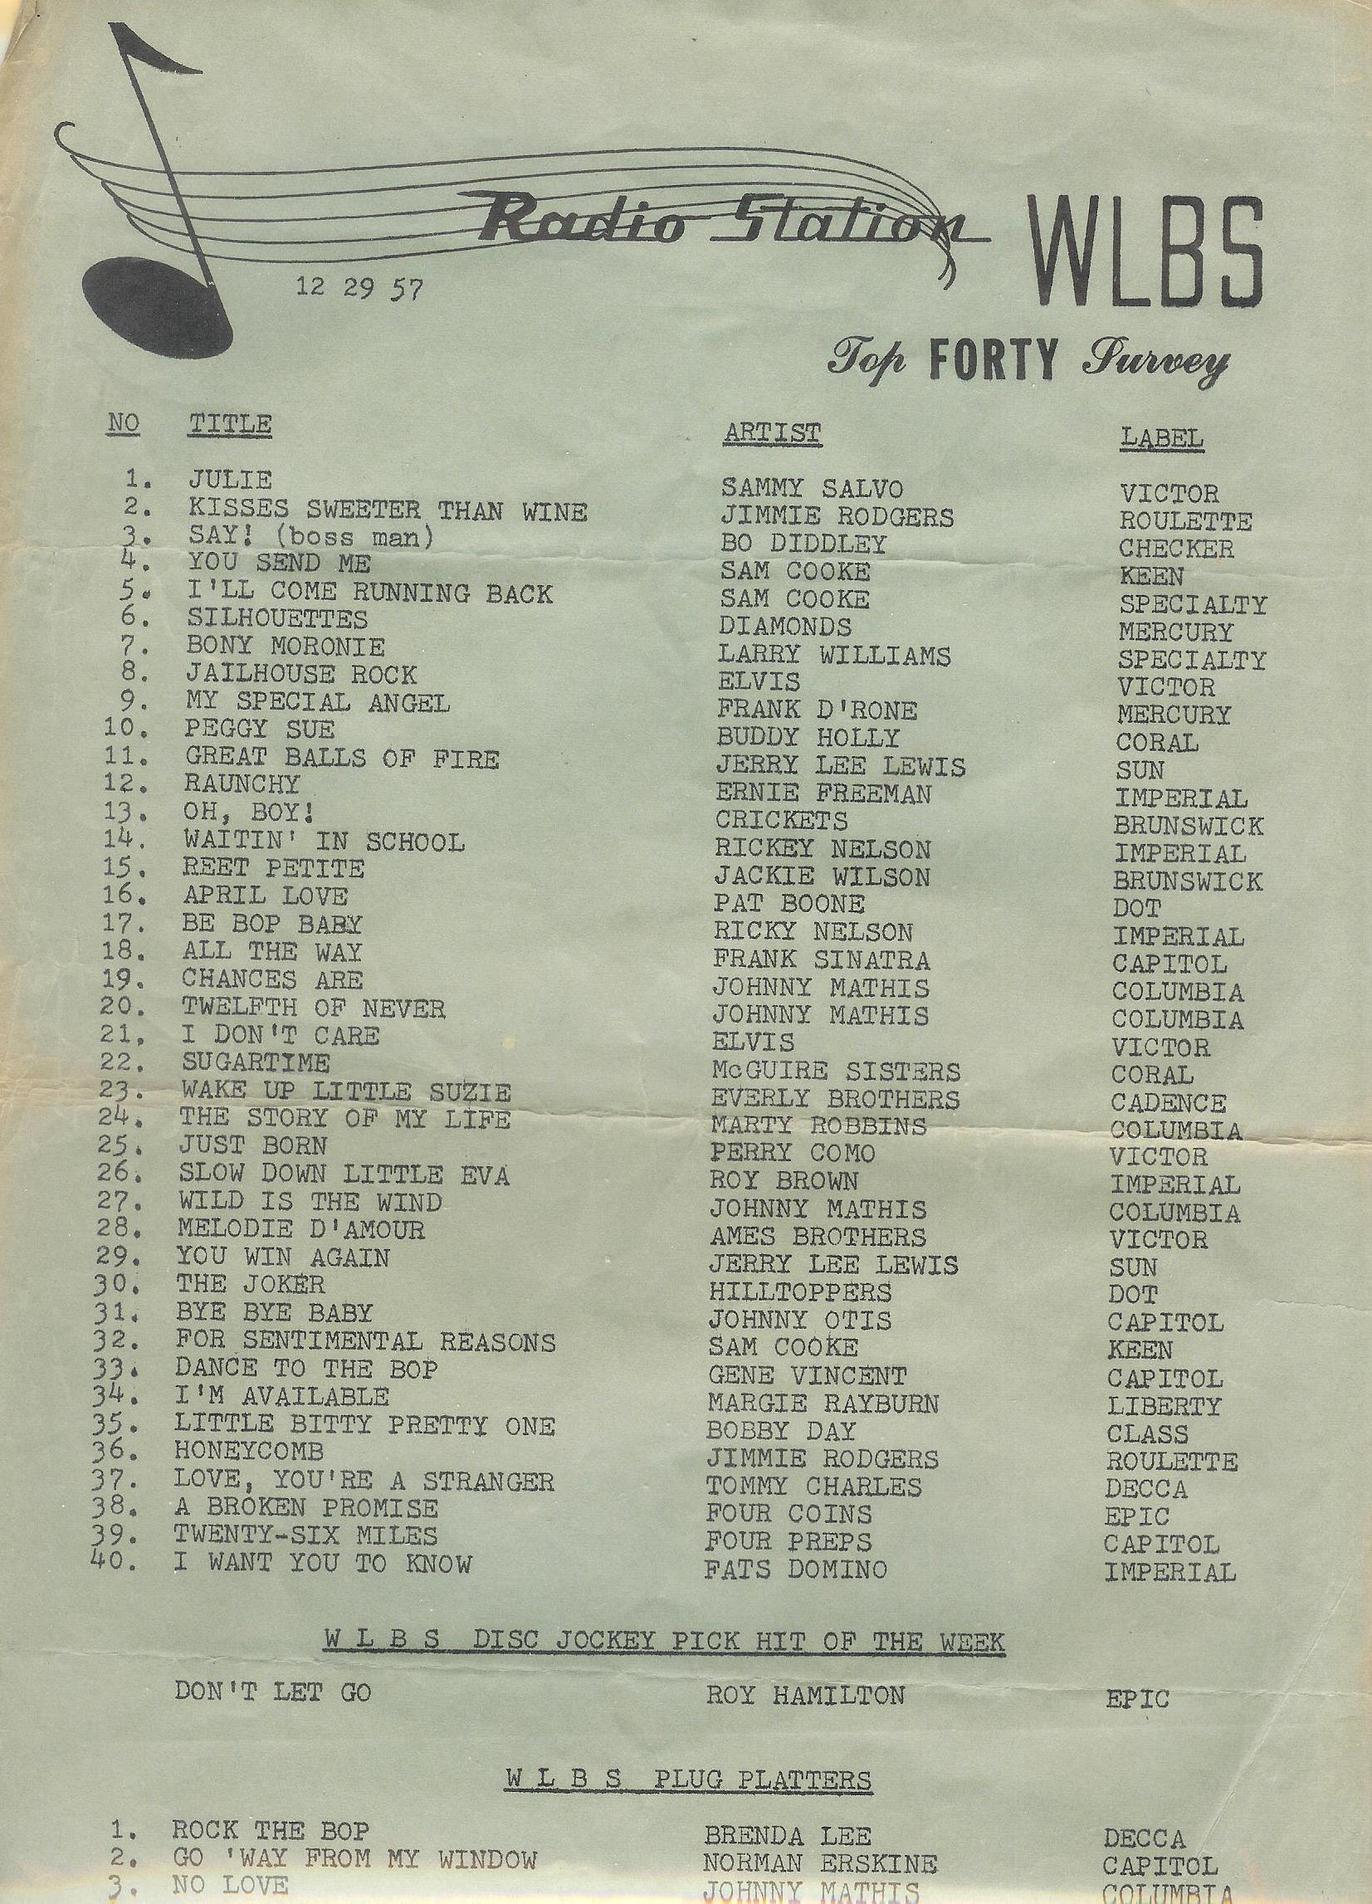 Radio Station WLBS
12 29 57
Top FORTY Survey
NO TITLE ARTIST LABEL
1. JULIE SAMMY SALVO VICTOR
2. KISSES SWEETER THAN WINE JIMMIE RODGERS ROULETTE
3. SAY! (boss man) BO DIDDLEY CHECKER
4. YOU SEND ME SAM COOKE KEEN
5. I'LL COME RUNNING BACK SAM COOKE SPECIALTY
6. SILHOUETTES DIAMONDS MERCURY
7. BONY MORONIE LARRY WILLIAMS SPECIALTY
8. JAILHOUSE ROCK ELVIS VICTOR
9. MY SPECIAL ANGEL FRANK D'RONE MERCURY
10. PEGGY SUE BUDDY HOLLY CORAL
11. GREAT BALLS OF FIRE JERRY LEE LEWIS SUN
12. RAUNCHY ERNIE FREEMAN IMPERIAL
13. OH, BOY! CRICKETS BRUNSWICK
14. WAITIN' IN SCHOOL RICKEY NELSON IMPERIAL
15. REET PETITE JACKIE WILSON BRUNSWICK
16. APRIL LOVE PAT BOONE DOT
17. BE BOP BABY RICKY NELSON IMPERIAL
18. ALL THE WAY FRANK SINATRA CAPITOL
19. CHANCES ARE JOHNNY MATHIS COLUMBIA
20. TWELFTH OF NEVER JOHNNY MATHIS COLUMBIA
21, I DON'T CARE ELVIS VICTOR
22. SUGARTIME McGUIRE SISTERS CORAL
23. WAKE UP LITTLE SUZIE EVERLY BROTHERS CADENCE
24. THE STORY OF MY LIFE MARTY ROBBINS COLUMBIA
25. JUST BORN PERRY COMO VICTOR
26. SLOW DOWN LITTLE EVA ROY BROWN IMPERIAL
27. WILD IS THE WIND JOHNNY MATHIS COLUMBIA
28. MELODIE D'AMOUR AMES BROTHERS VICTOR
29. YOU WIN AGAIN JERRY LEE LEWIS SUN
30. THE JOKER HILLTOPPERS DOT
31. BYE BYE BABY JOHNNY OTIS CAPITOL
32. FOR SENTIMENTAL REASONS SAM COOKE KEEN
33. DANCE TO THE BOP GENE VINCENT CAPITOL
34. I'M AVAILABLE MARGIE RAYBURN LIBERTY
35. LITTLE BITTY PRETTY ONE BOBBY DAY CLASS
36. HONEYCOMB JIMMIE RODGERS ROULETTE
37. LOVE, YOU'RE A STRANGER TOMMY CHARLES DECCA
38. A BROKEN PROMISE FOUR COINS EPIC
39. TWENTY-SIX MILES FOUR PREPS CAPITOL
40. I WANT YOU TO KNOW FATS DOMINO IMPERIAL
W L B S DISC JOCKEY PICK HIT OF THE WEEK
DON'T LET GO ROY HAMILTON EPIC
W L B S PLUG PLATTERS
1. ROCK THE BOP BRENDA LEE DECCA
2. GO 'WAY FROM MY WINDOW NORMAN ERSKINE CAPITOL
3. NO LOVE JOHNNY MATHIS COLUMBIA